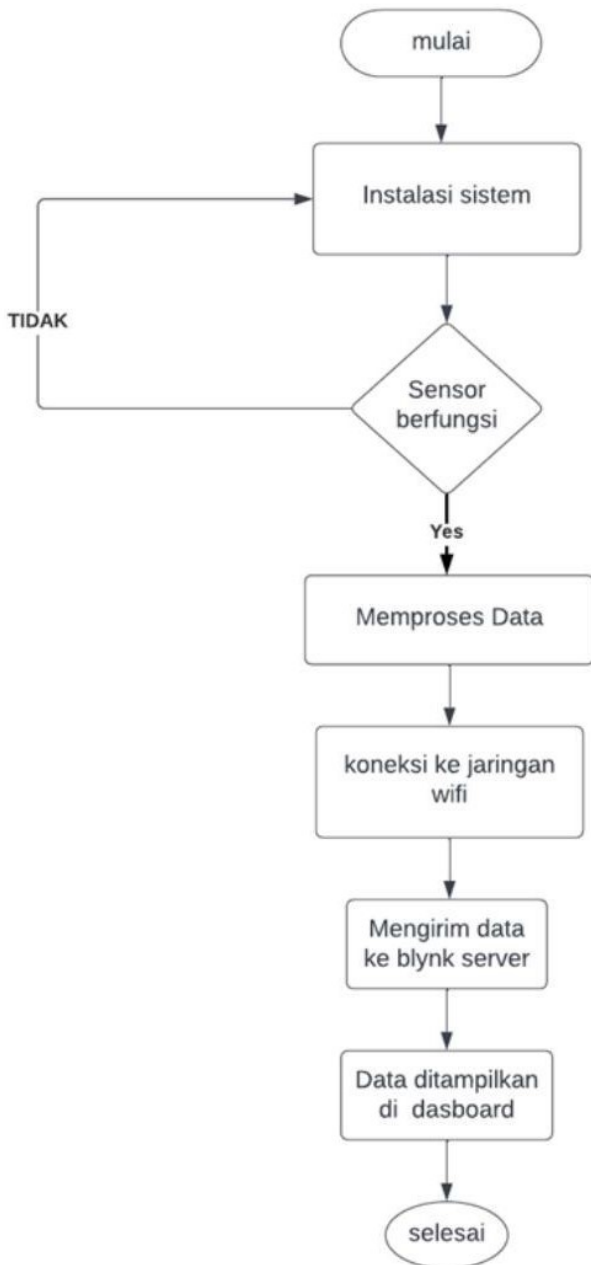 mulai
Instalasi sistem
TIDAK
Sensor
berfungsi
Yes
Memproses Data
koneksi ke jaringan
wifi
Mengirim data
ke blynk server
Data ditampilkan
di dasboard
selesai